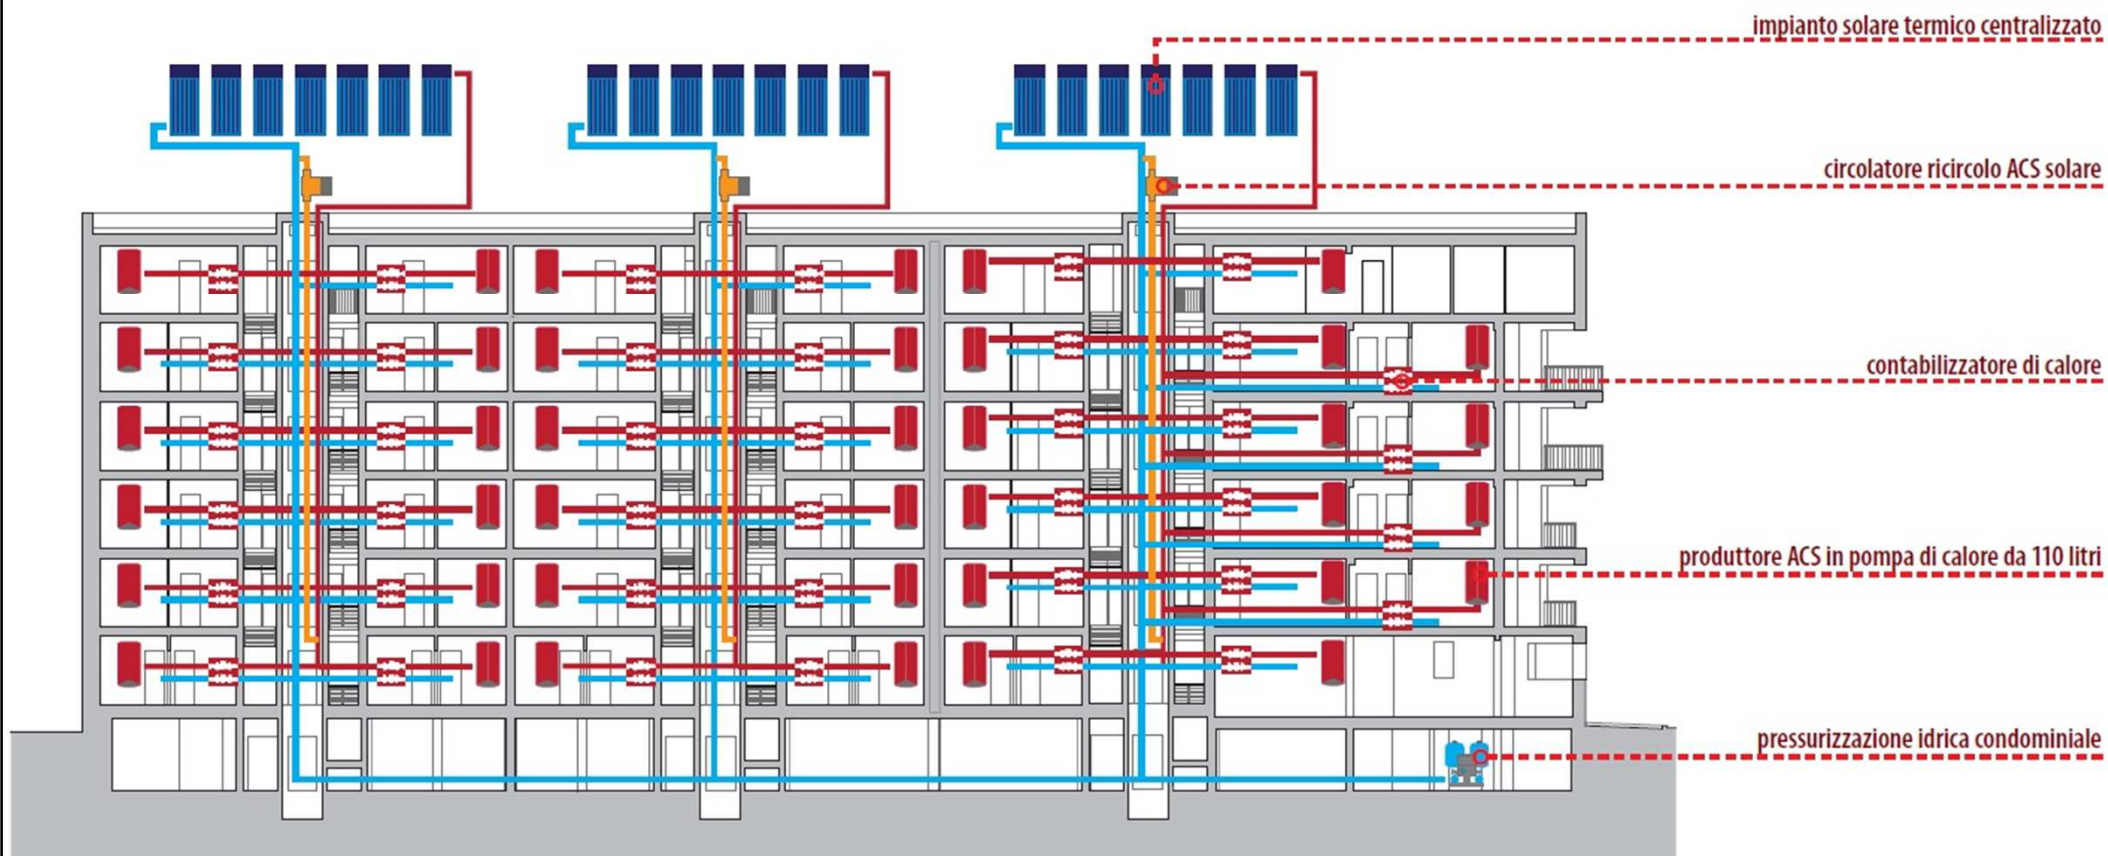 impianto solare termico centralizzato
circolatore ricircolo ACS solare
contabilizzatore di calore
produttore ACS in pompa di calore da 110 litri
pressurizzazione idrica condominiale